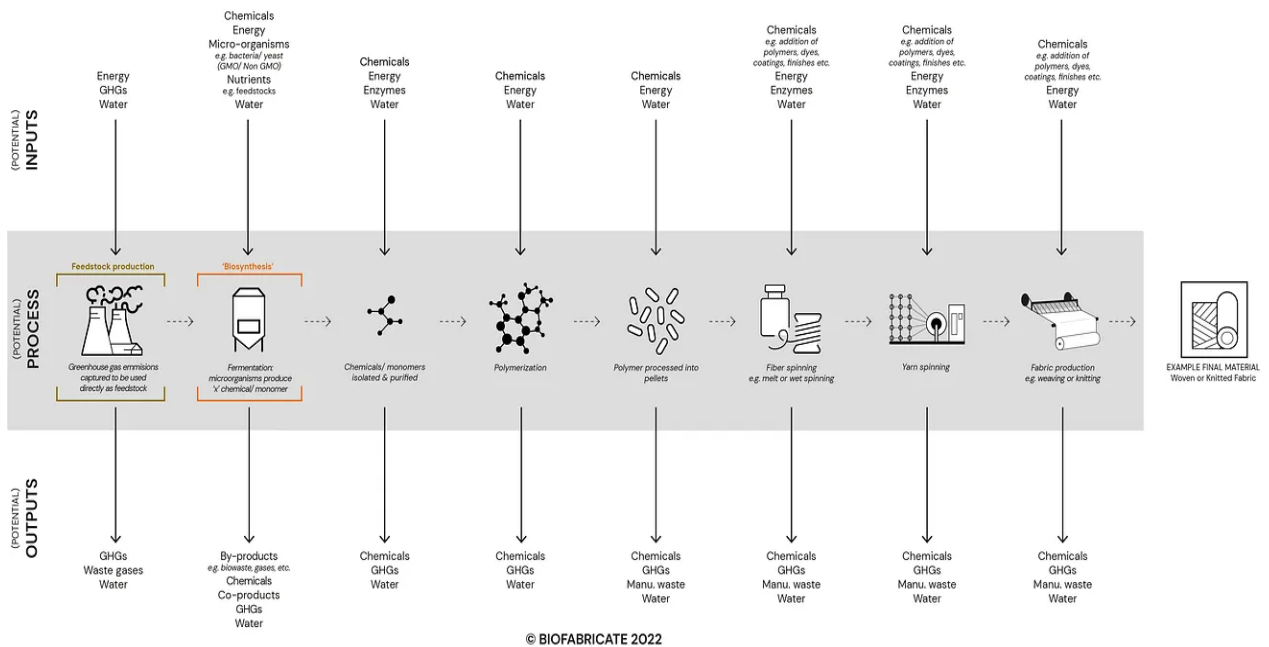 (POTENTIAL)
INPUTS
Energy
GHGs
Water
Chemicals
Energy
Micro-organisms
e.g. bacteria/ yeast
(GMO/ Non GMO)
Nutrients
e.g. feedstocks
Water
Chemicals
Energy
Enzymes
Water
Chemicals
Energy
Water
Chemicals
Energy
Water
Chemicals
e.g. addition of
polymers, dyes,
coatings, finishes etc.
Energy
Enzymes
Water
Chemicals
e.g. addition of
polymers, dyes,
coatings, finishes etc.
Energy
Enzymes
Water
Chemicals
e.g. addition of
polymers, dyes,
coatings, finishes etc.
Energy
Water
(POTENTIAL)
PROCESS
Feedstock production
Greenhouse gas emmisions
captured to be used
directly as feedstock
'Biosynthesis'
Fermentation:
microorganisms produce
'x' chemical/ monomer
Chemicals/ monomers
isolated & purified
Polymerization
Polymer processed into
pellets
Fiber spinning
e.g. melt or wet spinning
Yarn spinning
Fabric production
e.g. weaving or knitting
EXAMPLE FINAL MATERIAL
Woven or Knitted Fabric
(POTENTIAL)
OUTPUTS
GHGs
Waste gases
Water
By-products
e.g. biowaste, gases, etc.
Chemicals
Co-products
GHGs
Water
Chemicals
GHGs
Water
Chemicals
GHGs
Water
Chemicals
GHGs
Manu. waste
Water
Chemicals
GHGs
Manu. waste
Water
Chemicals
GHGs
Manu. waste
Water
Chemicals
GHGs
Manu. waste
Water
© BIOFABRICATE 2022